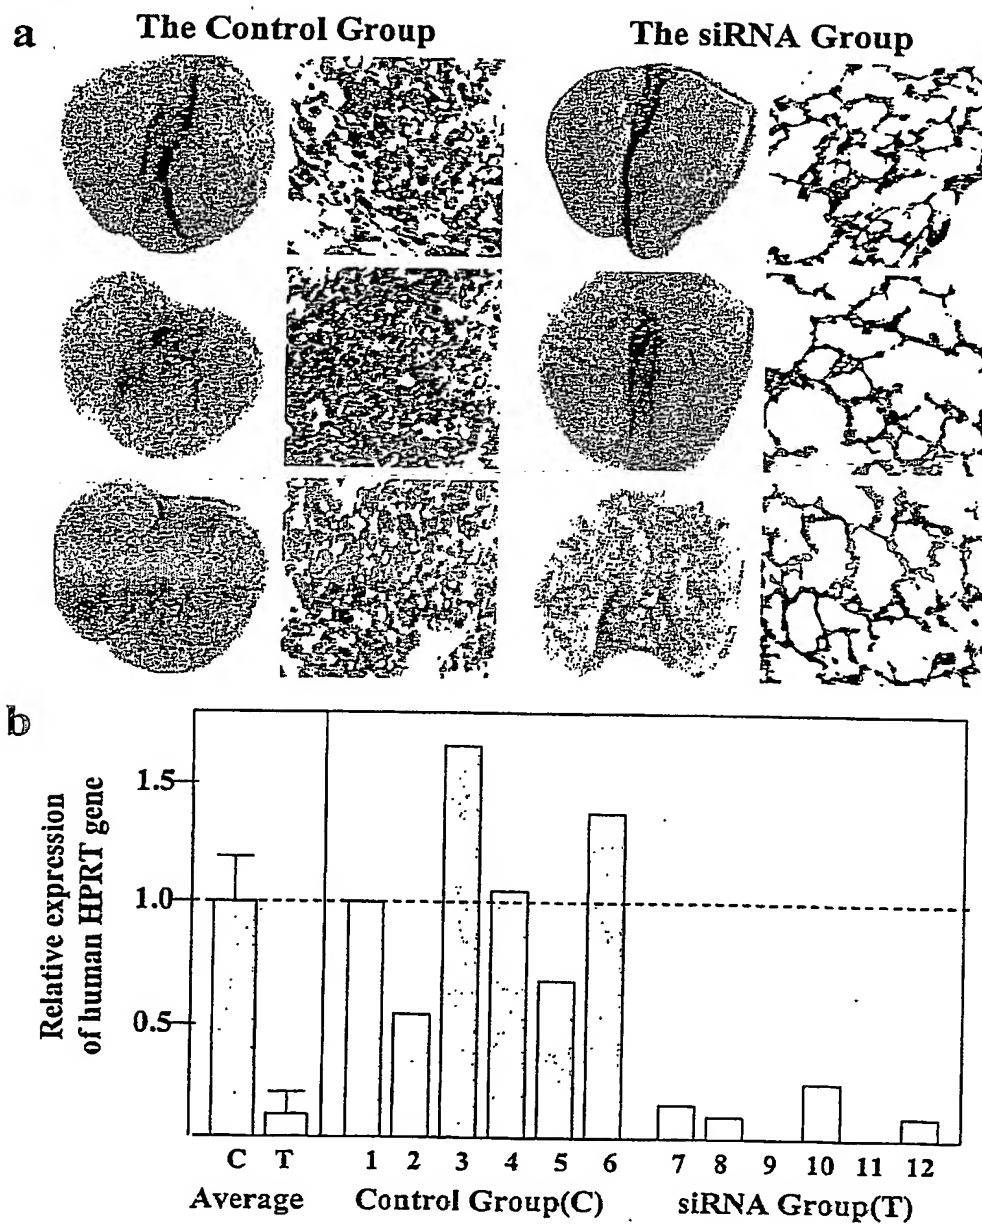 a
The Control Group
The siRNA Group
b
Relative expression
of human HPRT gene
1.5
1.0
0.5
C T 1 2 3 4 5 6 7 8 9 10 11 12
Average Control Group(C) siRNA Group(T)